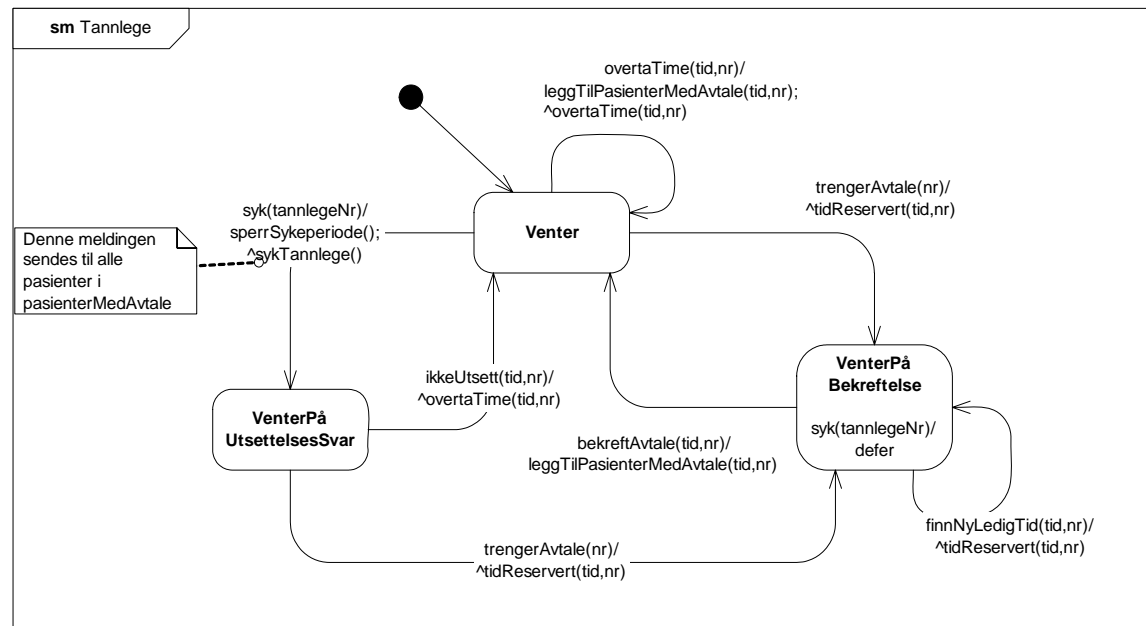 sm Tannlege
overtaTime(tid,nr)/
leggTilPasienterMedAvtale(tid,nr);
^overtaTime(tid,nr)
trengerAvtale(nr)/
^tidReservert(tid,nr)
syk(tannlegeNr)/
sperrSykeperiode();
^sykTannlege()
Venter
Denne meldingen
sendes til alle
pasienter i
pasienterMedAvtale
VenterPå
Bekreftelse
syk(tannlegeNr)/
defer
ikkeUtsett(tid,nr)/
^overtaTime(tid,nr)
VenterPå
UtsettelsesSvar
bekreftAvtale(tid,nr)/
leggTilPasienterMedAvtale(tid,nr)
finnNyLedigTid(tid,nr)/
^tidReservert(tid,nr)
trengerAvtale(nr)/
^tidReservert(tid,nr)